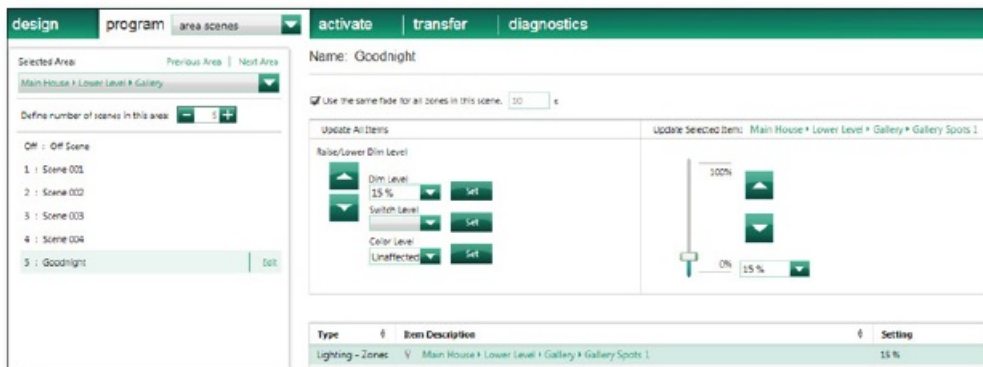 design program area scenes activate transfer diagnostics
Selected Area: Previous Area | Next Area
Main House › Lower Level › Gallery
Define number of scenes in this area: 5
Off : Off Scene
1 : Scene 001
2 : Scene 002
3 : Scene 003
4 : Scene 004
5 : Goodnight Edit
Name: Goodnight
Use the same fade for all zones in this scene. 10 s
Update All Items
Raise/Lower Dim Level
Dim Level
15 % Set
Switch Level
Set
Color Level
Unaffected Set
Update Selected Item: Main House › Lower Level › Gallery › Gallery Spots 1
100%
0% 15 %
Type Item Description Setting
Lighting - Zones Main House › Lower Level › Gallery › Gallery Spots 1 15 %